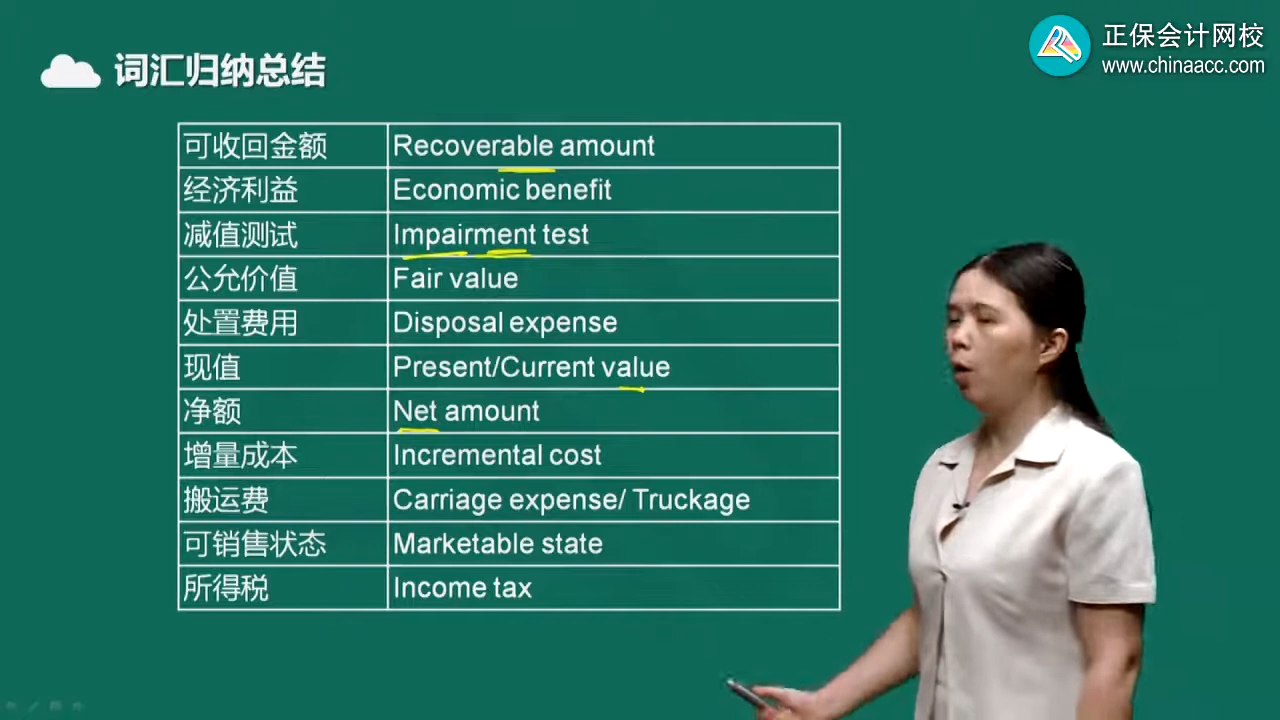 正保会计网校
www.chinaacc.com
词汇归纳总结
可收回金额 Recoverable amount
经济利益 Economic benefit
减值测试 Impairment test
公允价值 Fair value
处置费用 Disposal expense
现值 Present/Current value
净额 Net amount
增量成本 Incremental cost
搬运费 Carriage expense/ Truckage
可销售状态 Marketable state
所得税 Income tax